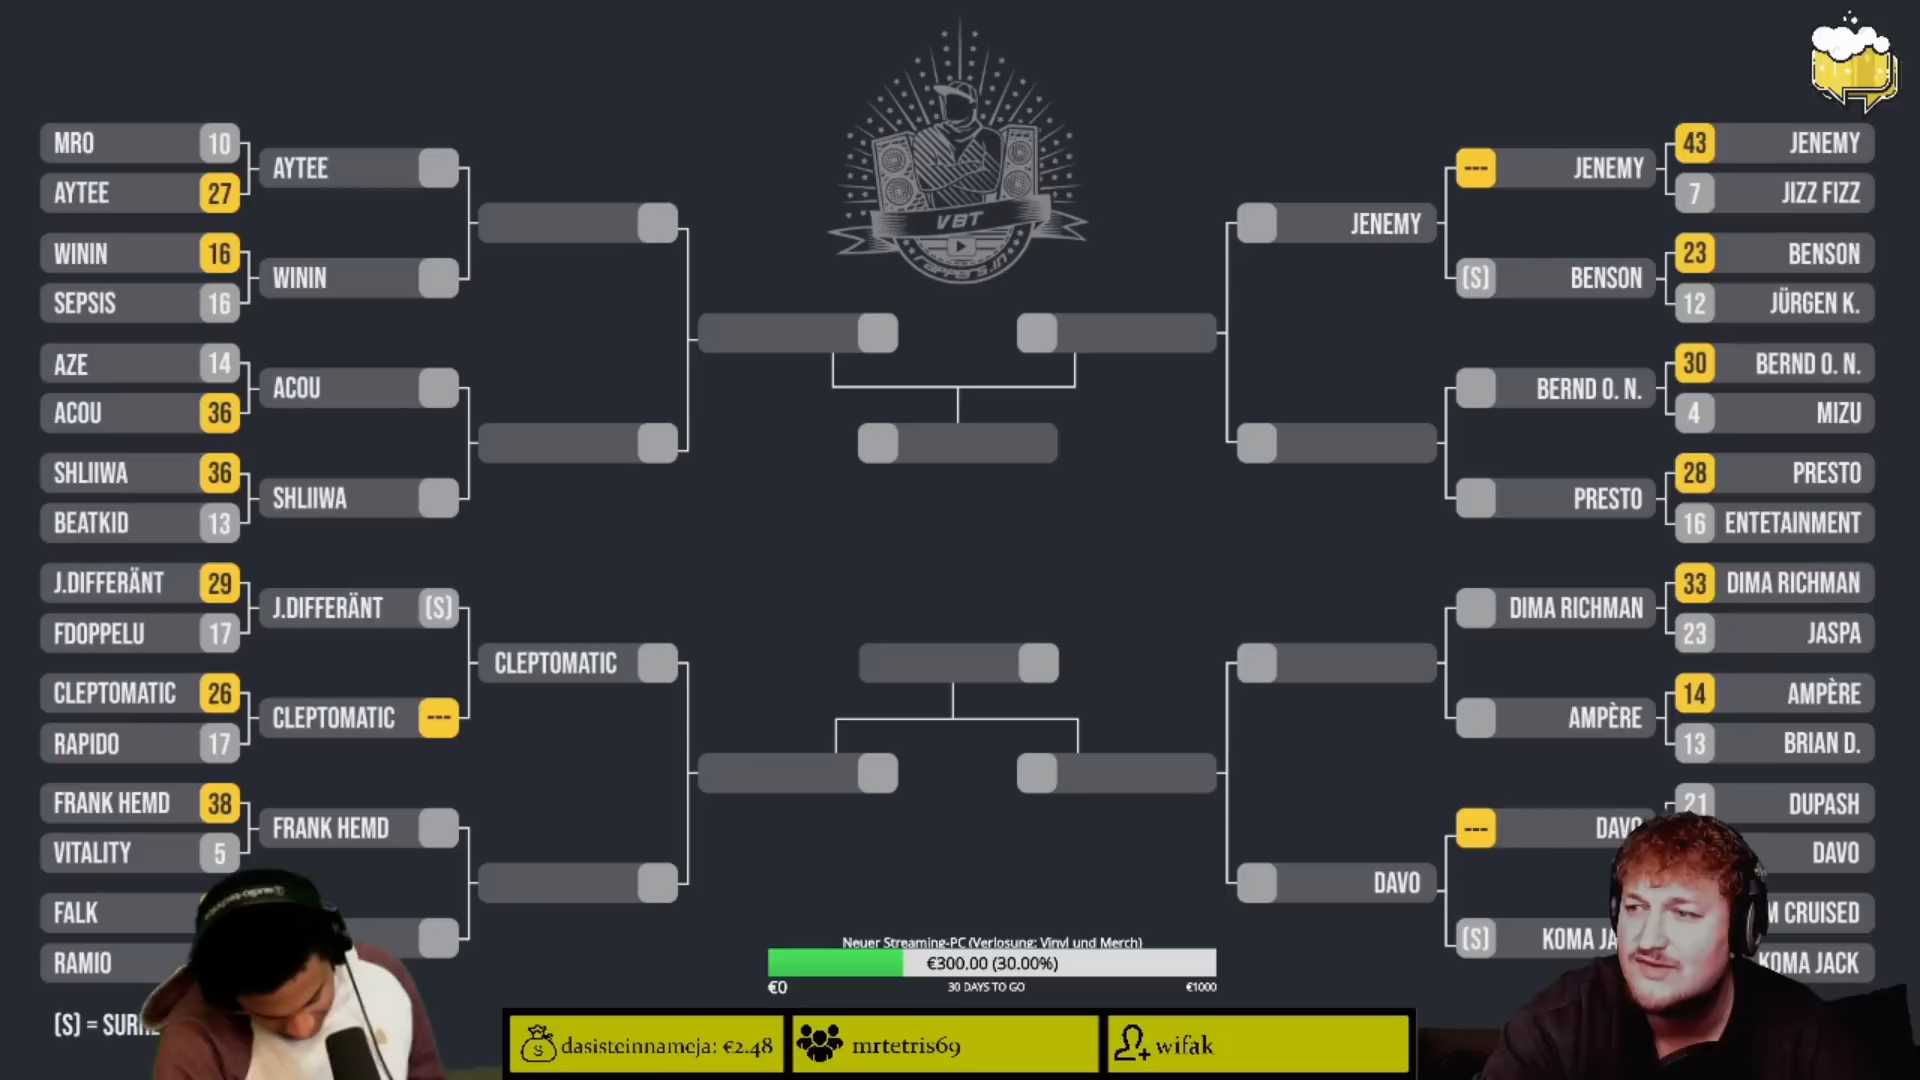 MRO 10
AYTEE 27
WININ 16
SEPSIS 16
AZE 14
ACOU 36
SHLIIWA 36
BEATKID 13
J.DIFFERÄNT 29
FDOPPELU 17
CLEPTOMATIC 26
RAPIDO 17
FRANK HEMD 38
VITALITY 5
FALK
RAMIO
(S) =
AYTEE
WININ
ACOU
SHLIIWA
J.DIFFERÄNT (S)
CLEPTOMATIC ---
FRANK HEMD
CLEPTOMATIC
VBT
rappers.in
JENEMY
DAVO
--- JENEMY
(S) BENSON
BERND O. N.
PRESTO
DIMA RICHMAN
AMPÈRE
---
(S)
43 JENEMY
7 JIZZ FIZZ
23 BENSON
12 JÜRGEN K.
30 BERND O. N.
4 MIZU
28 PRESTO
16 ENTETAINMENT
33 DIMA RICHMAN
23 JASPA
14 AMPÈRE
13 BRIAN D.
21 DUPASH
DAVO
CRUISED
KOMA JACK
Neuer Streaming-PC (Verlosung: Vinyl und Merch)
€300.00 (30.00%)
€0 30 DAYS TO GO €1000
dasisteinnameja: €2.48
mrtetris69
wifak